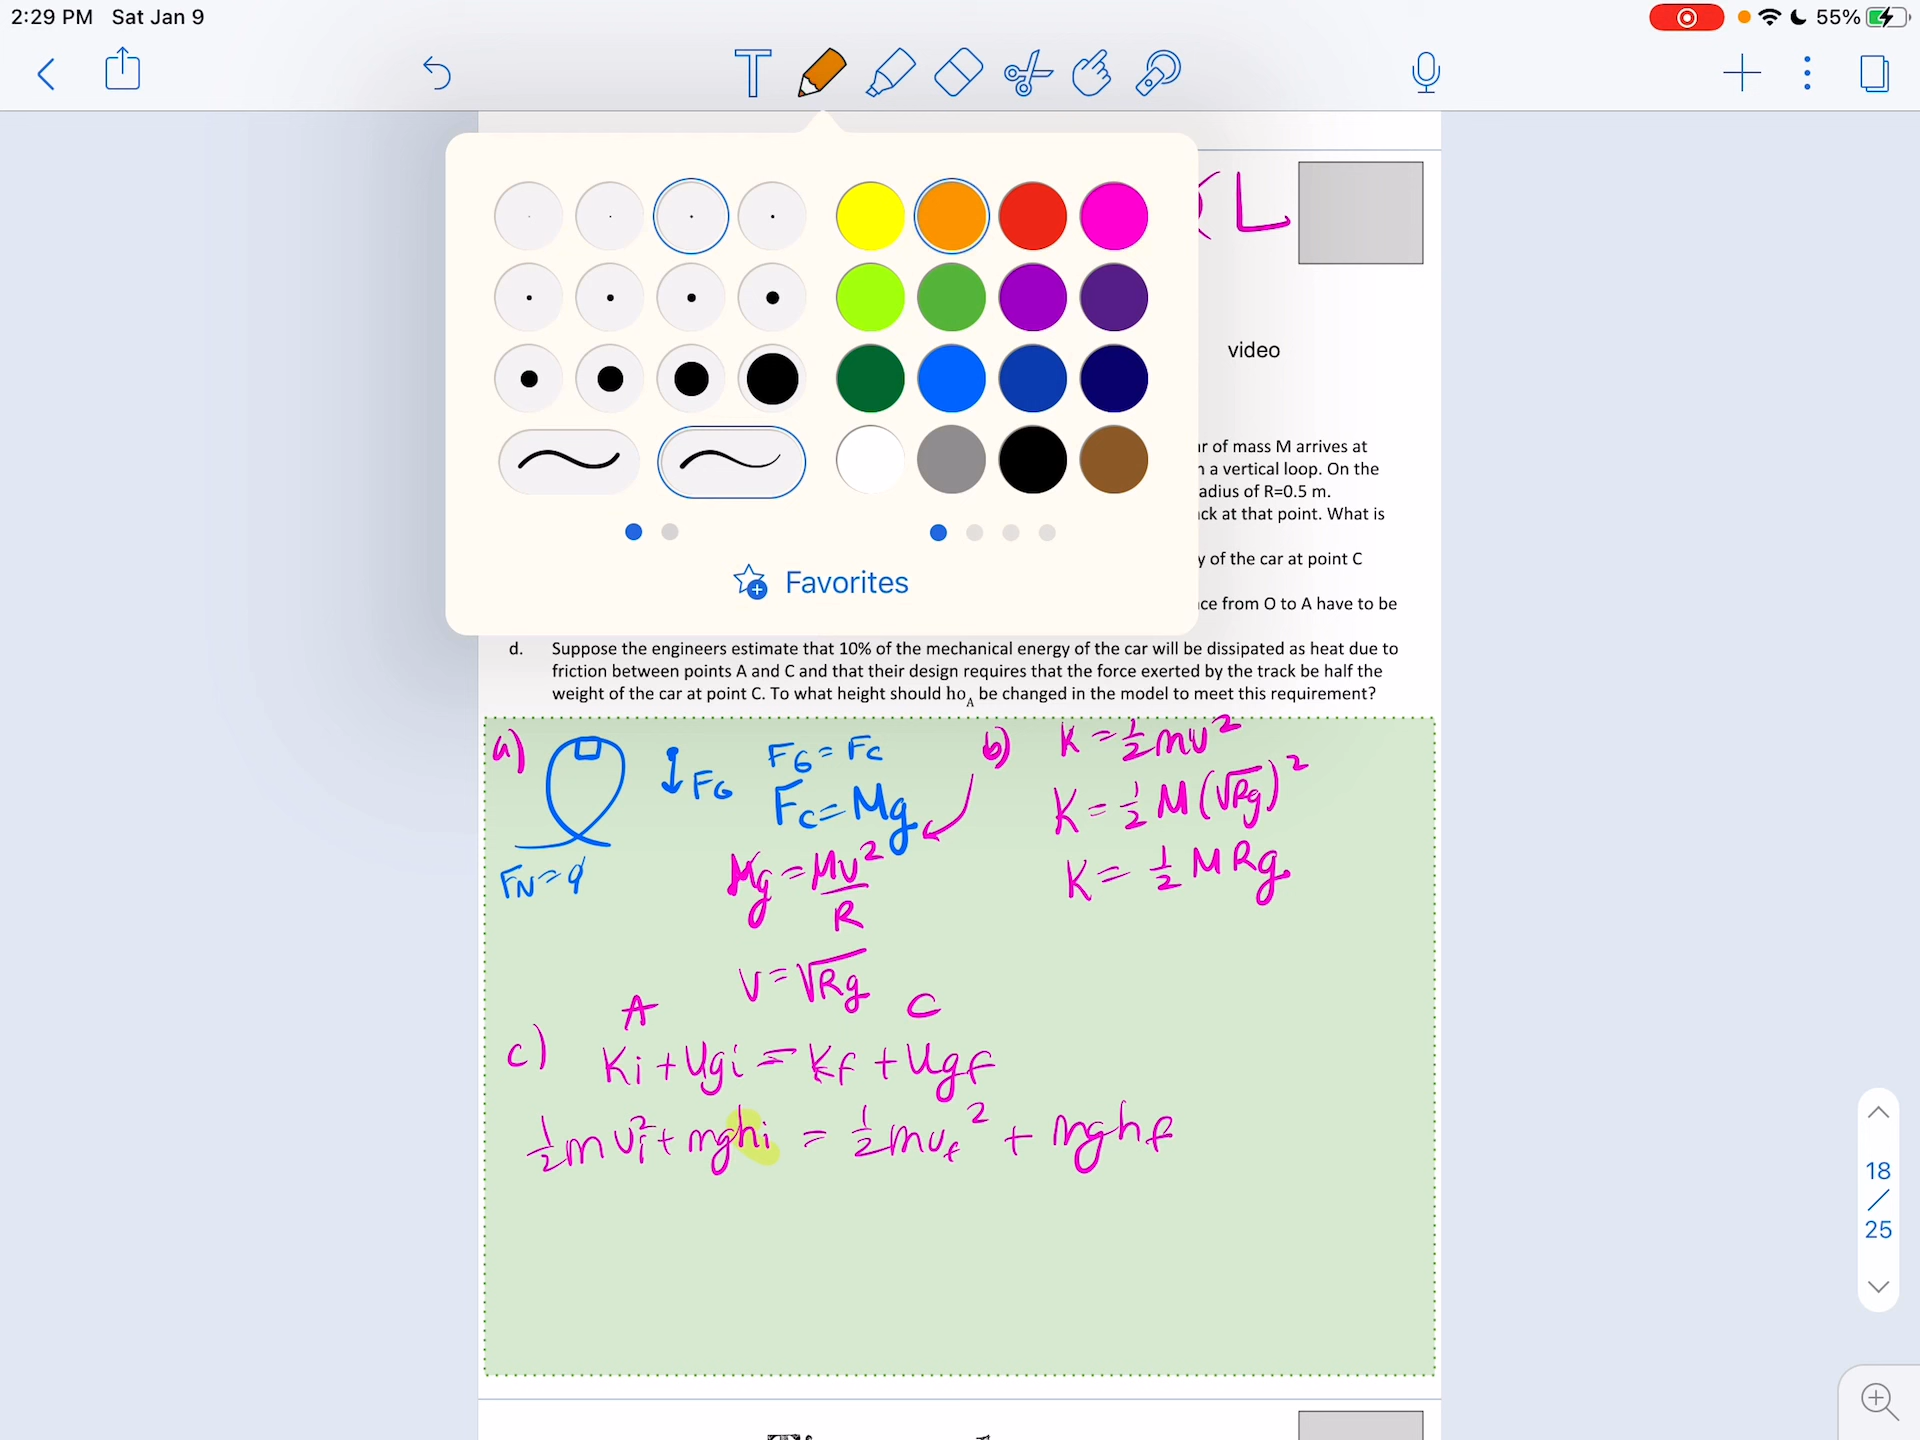 2:29 PM Sat Jan 9
55%
T
L
video
r of mass M arrives at
a vertical loop. On the
adius of R=0.5 m.
ck at that point. What is
y of the car at point C
ce from O to A have to be
Favorites
d. Suppose the engineers estimate that 10% of the mechanical energy of the car will be dissipated as heat due to
friction between points A and C and that their design requires that the force exerted by the track be half the
weight of the car at point C. To what height should ho A be changed in the model to meet this requirement?
a)
FG
FG = Fc
Fc = Mg
FN = 0
Mg = Mv²/R
v = √Rg
b) K = ½mv²
K = ½M(√Rg)²
K = ½MRg
A C
c) Ki + Ugi = Kf + Ugf
½mvi² + mghi = ½mvf² + mghf
18
/
25